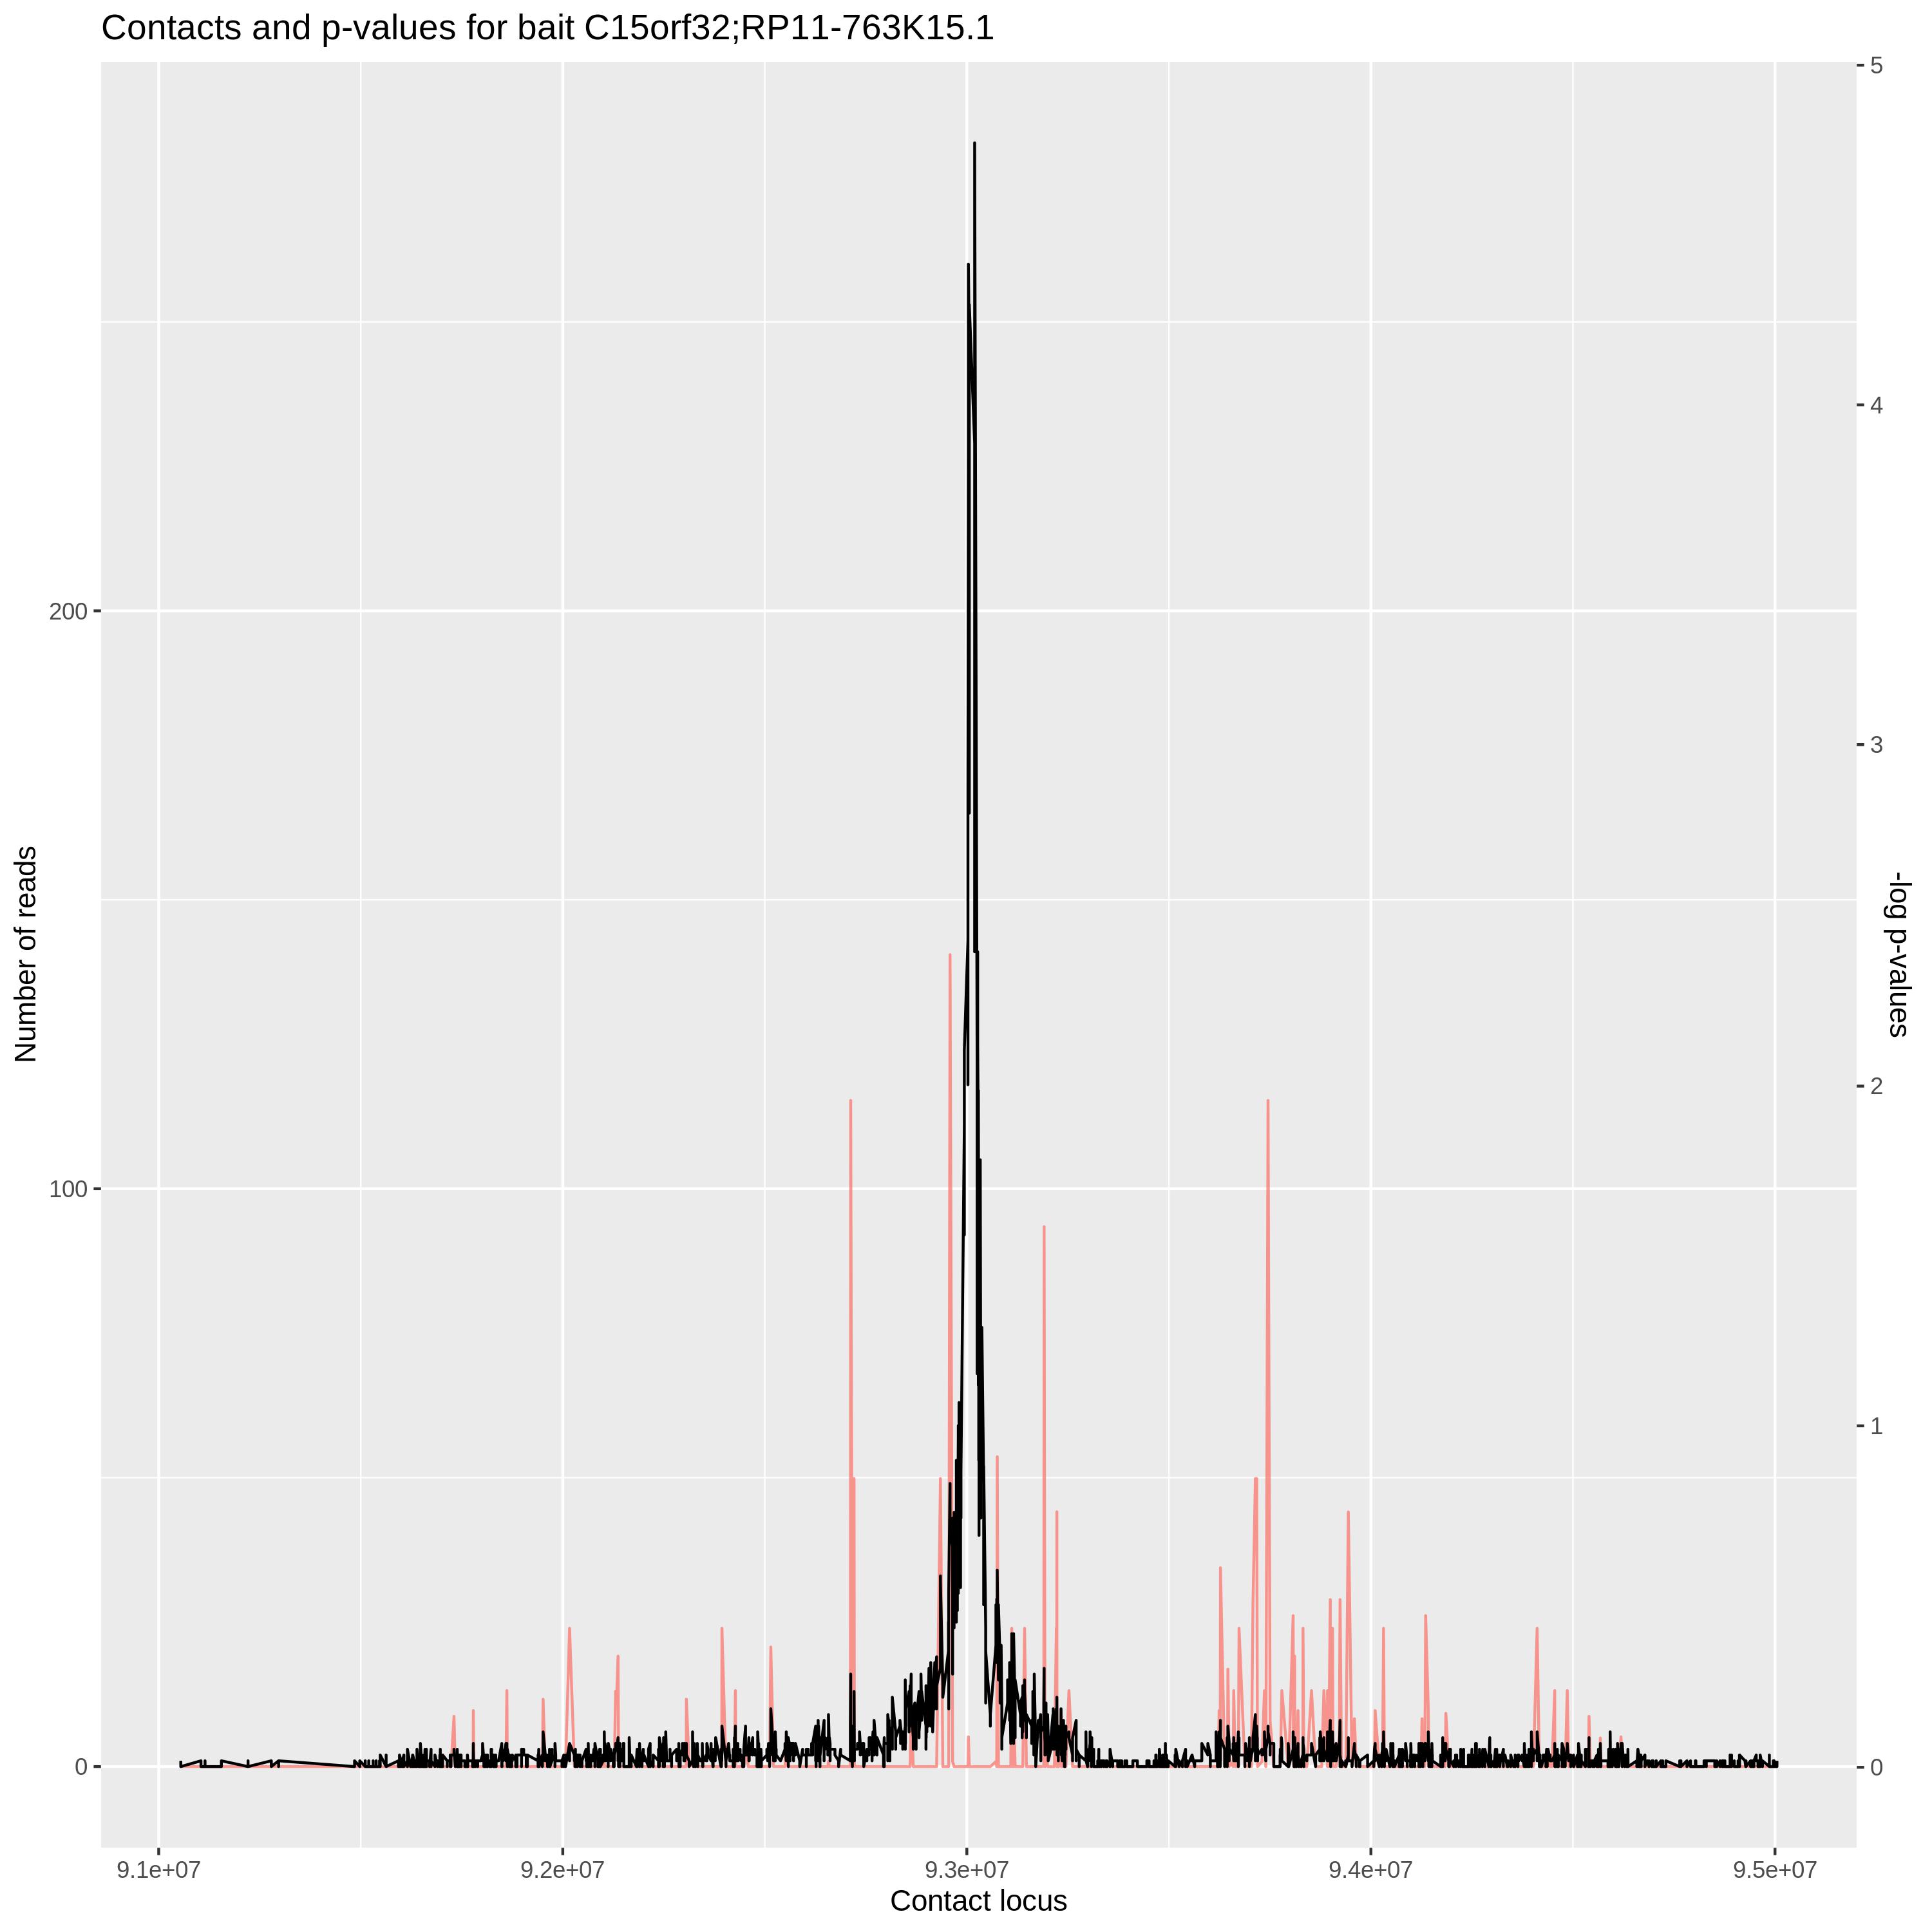 Contacts and p-values for bait C15orf32;RP11-763K15.1
Number of reads
200
100
0
5
4
3
2
1
0
-log p-values
9.1e+07
9.2e+07
9.3e+07
9.4e+07
9.5e+07
Contact locus